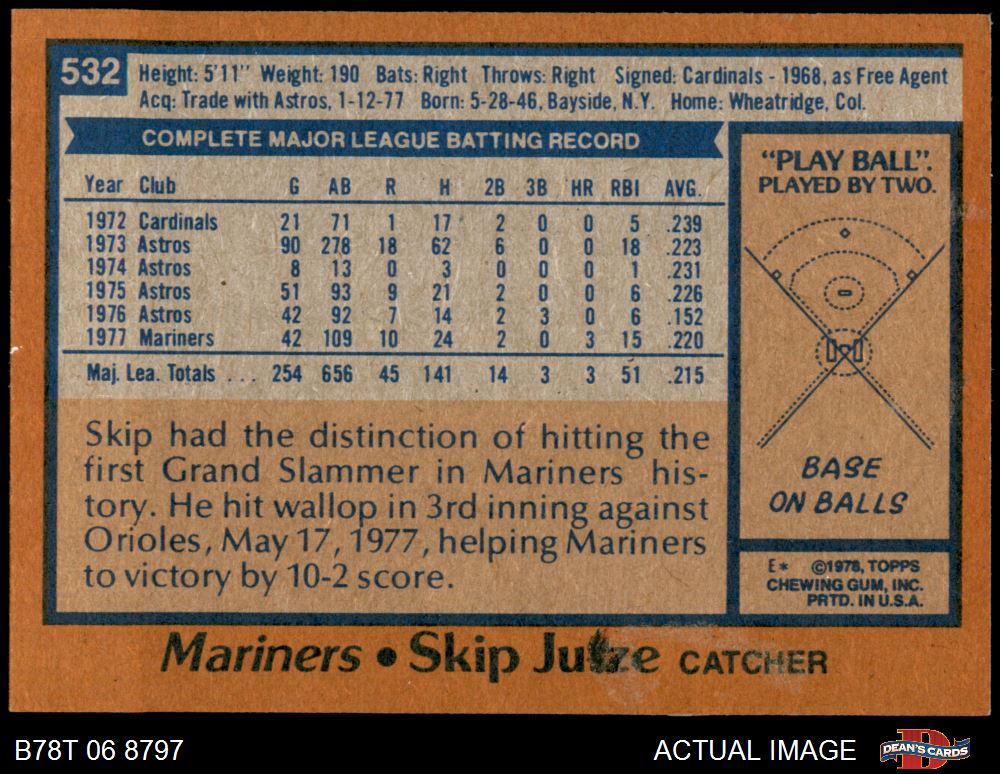 532
Height: 5'11" Weight: 190 Bats: Right Throws: Right Signed: Cardinals - 1968, as Free Agent
Acq: Trade with Astros, 1-12-77 Born: 5-28-46, Bayside, N.Y. Home: Wheatridge, Col.
COMPLETE MAJOR LEAGUE BATTING RECORD
Year Club G AB R H 2B 3B HR RBI AVG.
1972 Cardinals 21 71 1 17 2 0 0 5 .239
1973 Astros 90 278 18 62 6 0 0 18 .223
1974 Astros 8 13 0 3 0 0 0 1 .231
1975 Astros 51 93 9 21 2 0 0 6 .226
1976 Astros 42 92 7 14 2 3 0 6 .152
1977 Mariners 42 109 10 24 2 0 3 15 .220
Maj. Lea. Totals ... 254 656 45 141 14 3 3 51 .215
Skip had the distinction of hitting the
first Grand Slammer in Mariners his-
tory. He hit wallop in 3rd inning against
Orioles, May 17, 1977, helping Mariners
to victory by 10-2 score.
"PLAY BALL".
PLAYED BY TWO.
BASE
ON BALLS
E* ©1978, TOPPS
CHEWING GUM, INC.
PRTD. IN U.S.A.
Mariners • Skip Jutze CATCHER
B78T 06 8797
ACTUAL IMAGE
DEAN'S CARDS